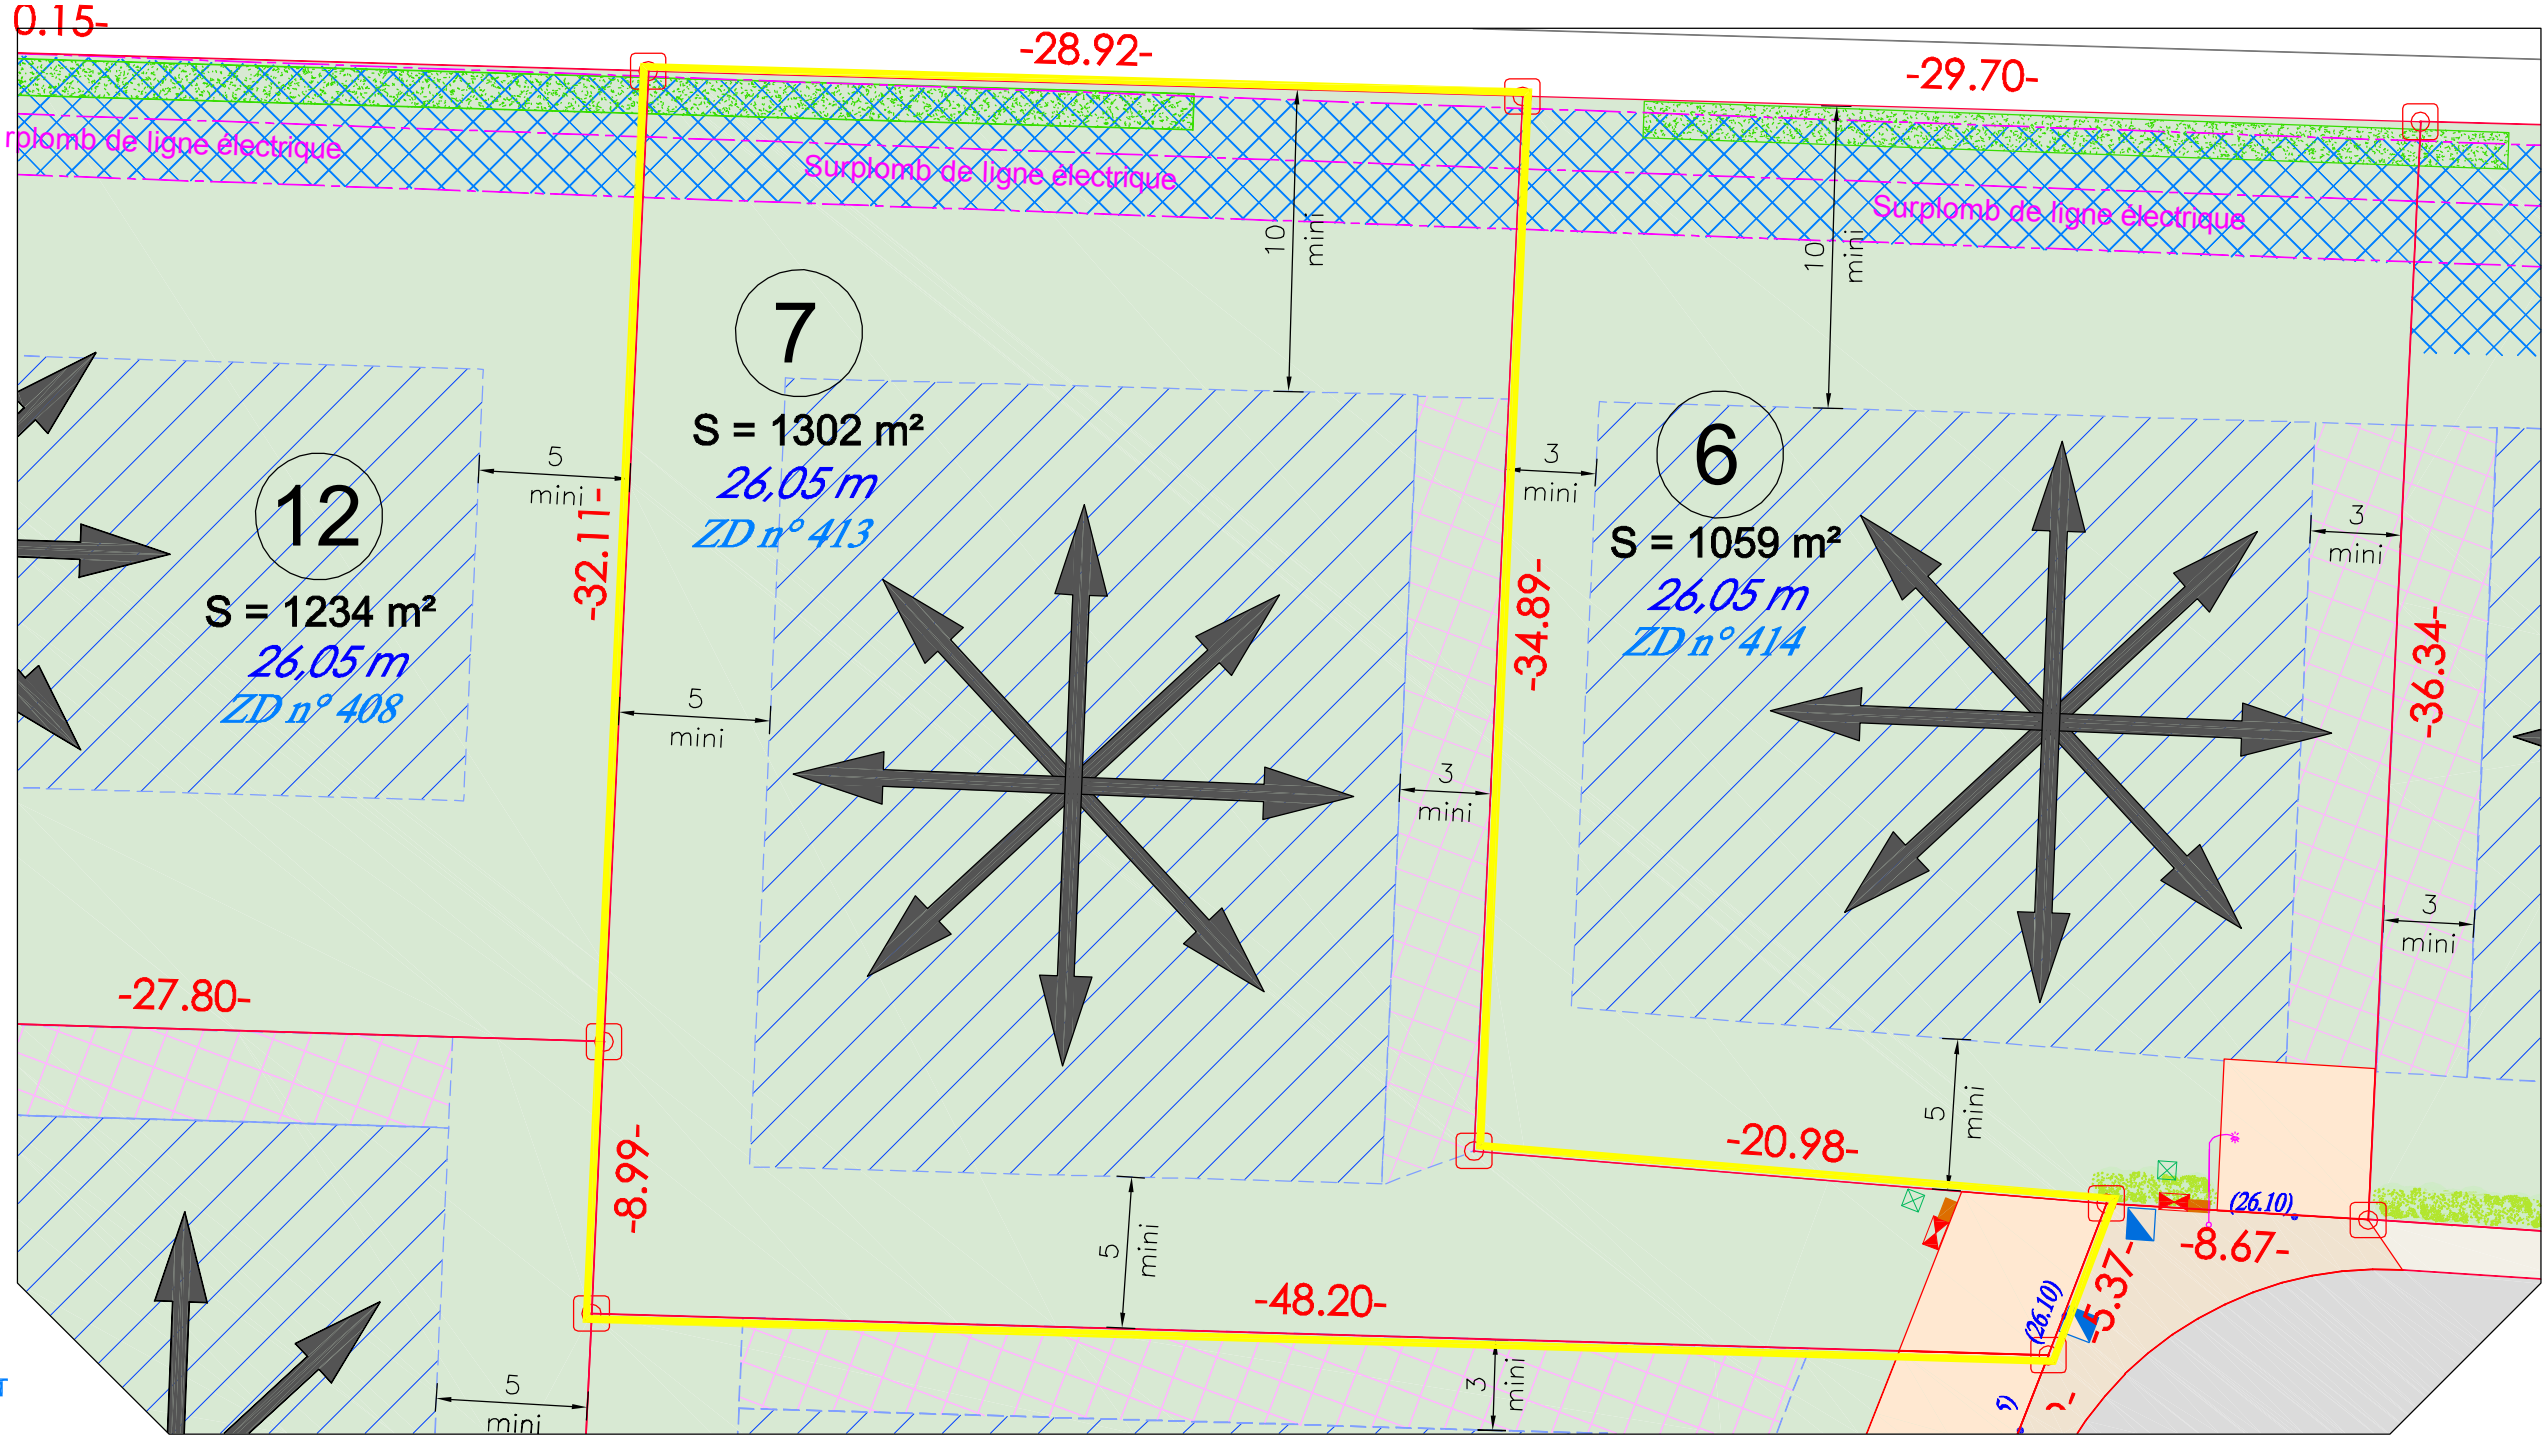 0.15-
-28.92-
-29.70-
rplomb de ligne électrique
Surplomb de ligne électrique
Surplomb de ligne électrique
10
mini
10
mini
7
S = 1302 m²
26,05 m
ZD n° 413
6
S = 1059 m²
26,05 m
ZD n° 414
12
S = 1234 m²
26,05 m
ZD n° 408
5
mini
3
mini
3
mini
-32.11-
-34.89-
-36.34-
5
mini
3
mini
3
mini
-27.80-
-8.99-
5
mini
-20.98-
5
mini
(26.10)
-8.67-
-5.37-
(26.10)
-48.20-
3
mini
5
mini